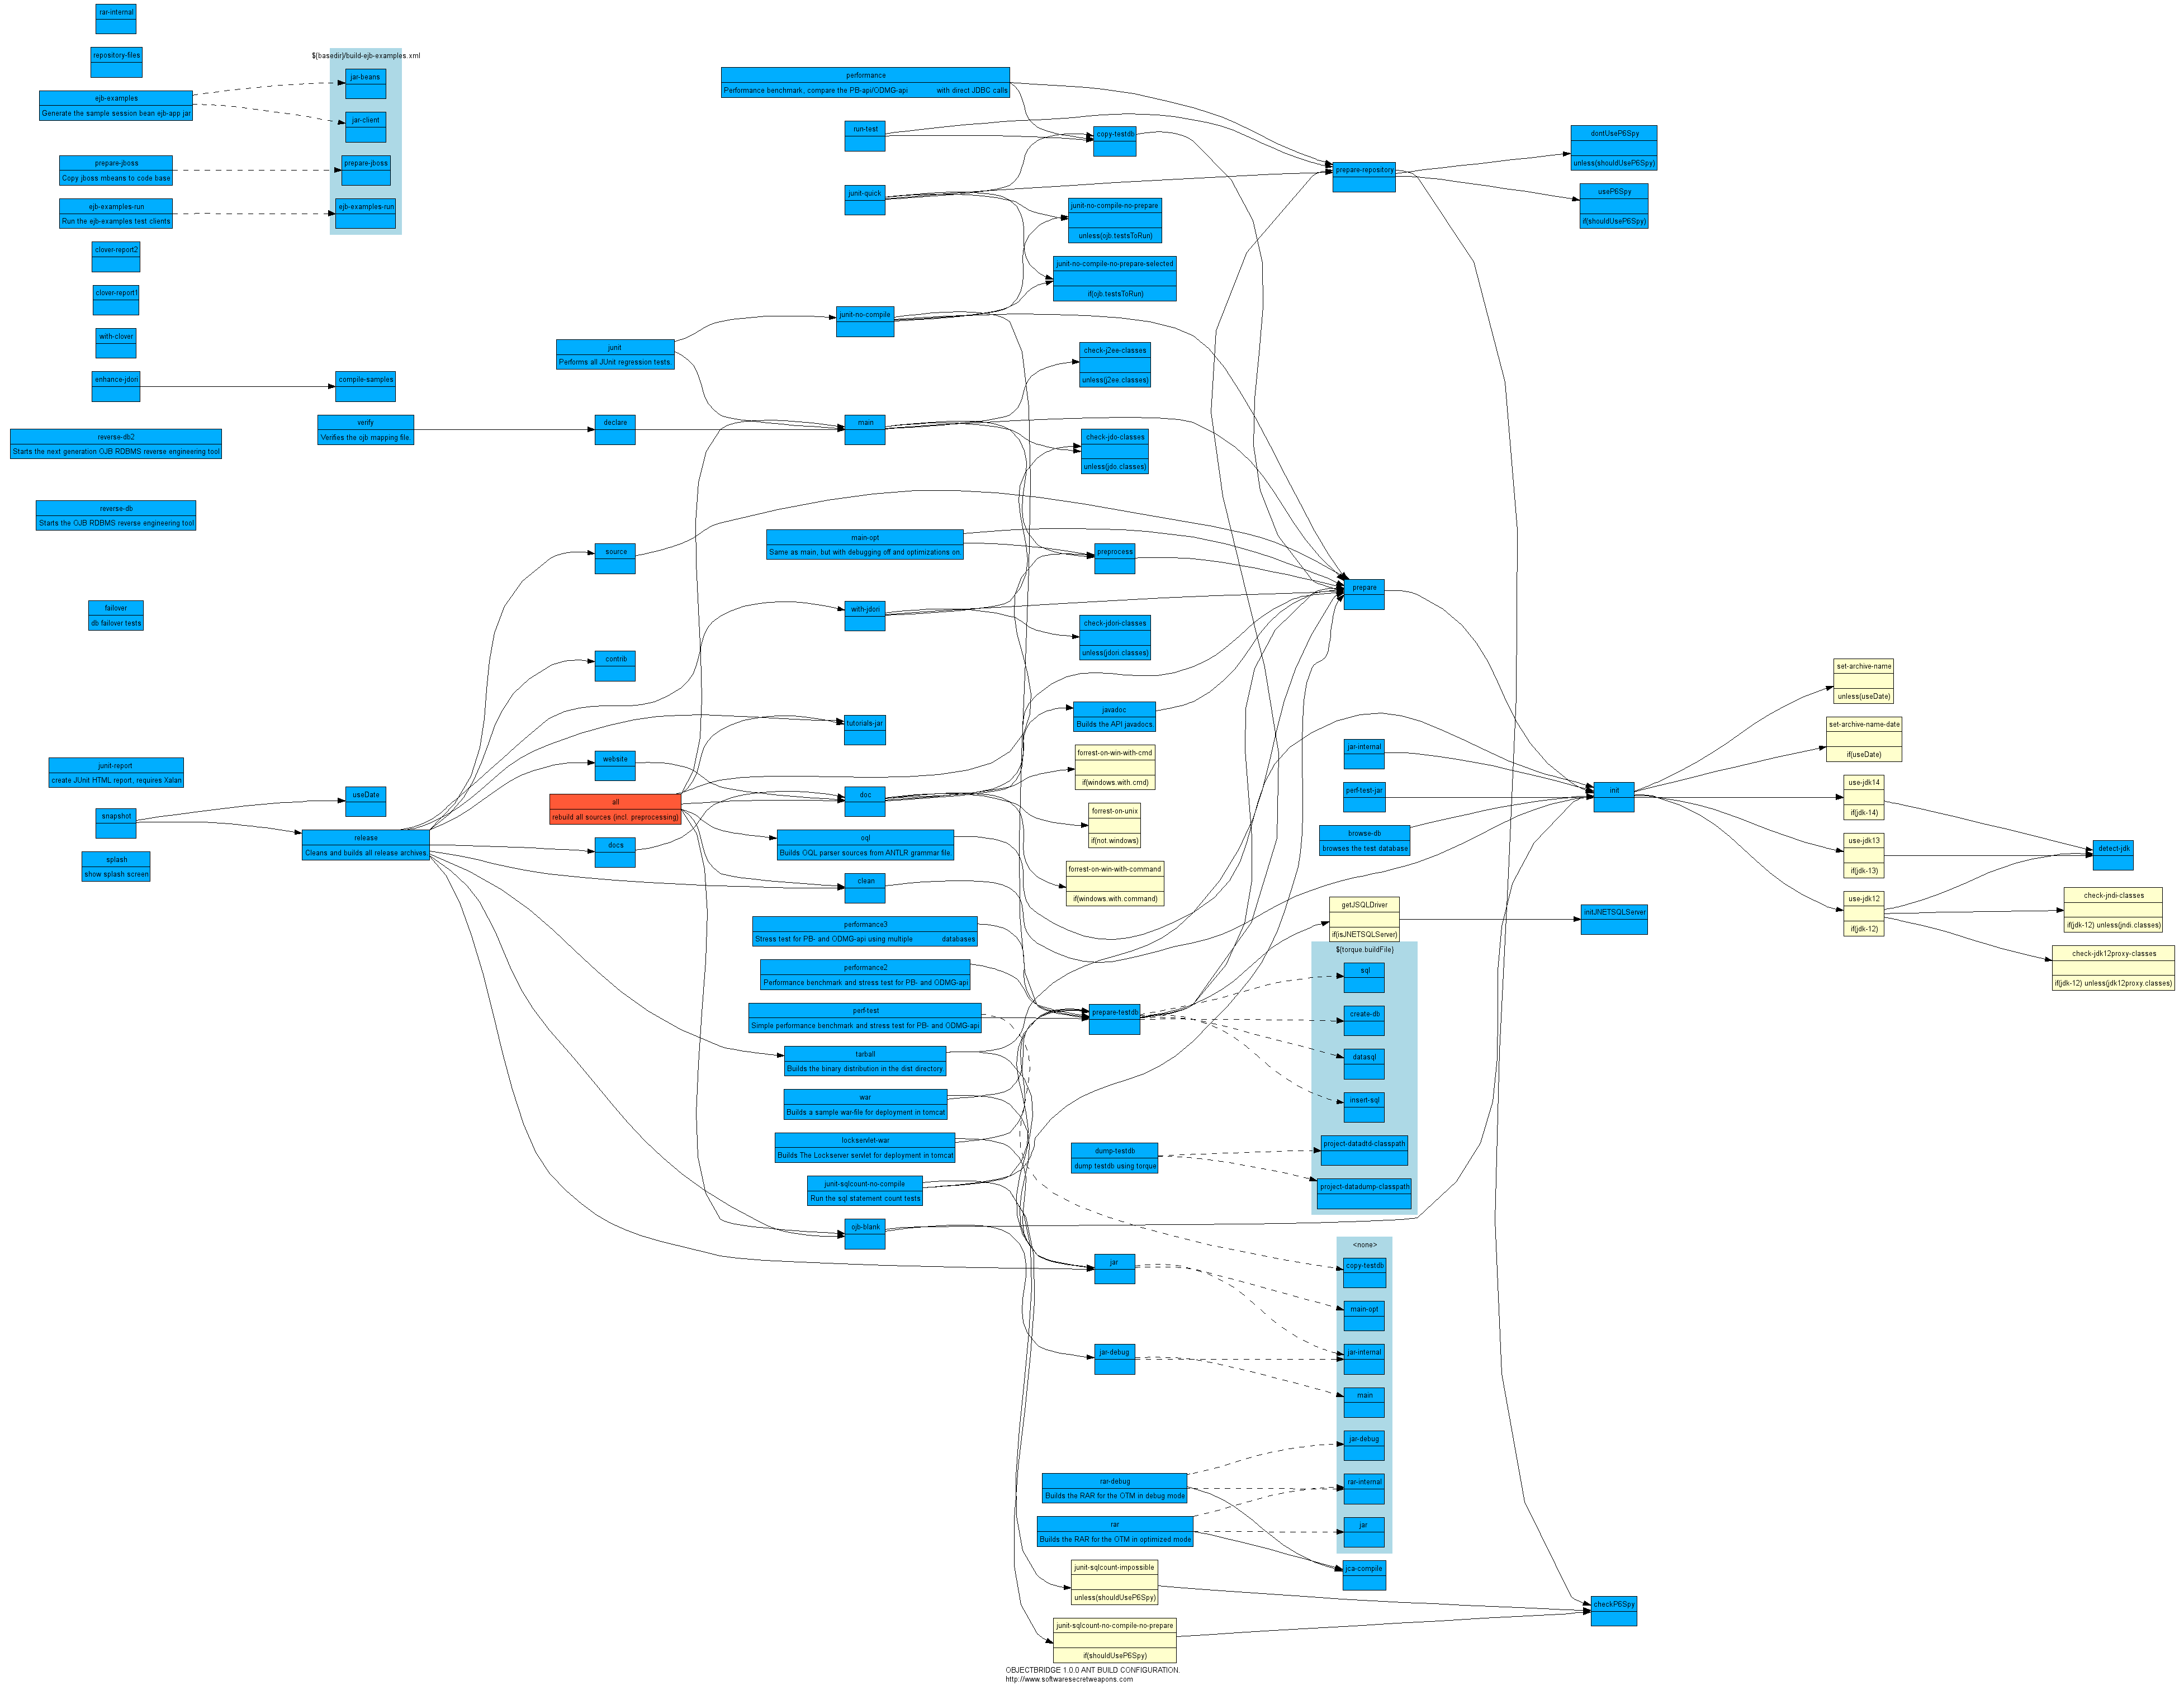 rar-internal
repository-files
${basedir}/build-ejb-examples.xml
jar-beans
ejb-examples
Generate the sample session bean ejb-app jar
jar-client
prepare-jboss
Copy jboss mbeans to code base
prepare-jboss
ejb-examples-run
Run the ejb-examples test clients
ejb-examples-run
clover-report2
clover-report1
with-clover
enhance-jdori
compile-samples
reverse-db2
Starts the next generation OJB RDBMS reverse engineering tool
verify
Verifies the ojb mapping file.
reverse-db
Starts the OJB RDBMS reverse engineering tool
failover
db failover tests
junit-report
create JUnit HTML report, requires Xalan
snapshot
useDate
splash
show splash screen
release
Cleans and builds all release archives.
junit
Performs all JUnit regression tests.
declare
source
contrib
website
all
rebuild all sources (incl. preprocessing)
docs
performance
Performance benchmark, compare the PB-api/ODMG-api with direct JDBC calls
run-test
junit-quick
junit-no-compile
main
main-opt
Same as main, but with debugging off and optimizations on.
with-jdori
tutorials-jar
doc
oql
Builds OQL parser sources from ANTLR grammar file.
clean
performance3
Stress test for PB- and ODMG-api using multiple databases
performance2
Performance benchmark and stress test for PB- and ODMG-api
perf-test
Simple performance benchmark and stress test for PB- and ODMG-api
tarball
Builds the binary distribution in the dist directory.
war
Builds a sample war-file for deployment in tomcat
lockservlet-war
Builds The Lockserver servlet for deployment in tomcat
junit-sqlcount-no-compile
Run the sql statement count tests
ojb-blank
copy-testdb
junit-no-compile-no-prepare
unless(ojb.testsToRun)
junit-no-compile-no-prepare-selected
if(ojb.testsToRun)
check-j2ee-classes
unless(j2ee.classes)
check-jdo-classes
unless(jdo.classes)
preprocess
check-jdori-classes
unless(jdori.classes)
javadoc
Builds the API javadocs.
forrest-on-win-with-cmd
if(windows.with.cmd)
forrest-on-unix
if(not.windows)
forrest-on-win-with-command
if(windows.with.command)
prepare-testdb
dump-testdb
dump testdb using torque
jar
jar-debug
rar-debug
Builds the RAR for the OTM in debug mode
rar
Builds the RAR for the OTM in optimized mode
junit-sqlcount-impossible
unless(shouldUseP6Spy)
junit-sqlcount-no-compile-no-prepare
if(shouldUseP6Spy)
prepare-repository
prepare
jar-internal
perf-test-jar
browse-db
browses the test database
getJSQLDriver
if(isJNETSQLServer)
${torque.buildFile}
sql
create-db
datasql
insert-sql
project-datadtd-classpath
project-datadump-classpath
<none>
copy-testdb
main-opt
jar-internal
main
jar-debug
rar-internal
jar
jca-compile
dontUseP6Spy
unless(shouldUseP6Spy)
useP6Spy
if(shouldUseP6Spy)
init
initJNETSQLServer
checkP6Spy
set-archive-name
unless(useDate)
set-archive-name-date
if(useDate)
use-jdk14
if(jdk-14)
use-jdk13
if(jdk-13)
use-jdk12
if(jdk-12)
detect-jdk
check-jndi-classes
if(jdk-12) unless(jndi.classes)
check-jdk12proxy-classes
if(jdk-12) unless(jdk12proxy.classes)
OBJECTBRIDGE 1.0.0 ANT BUILD CONFIGURATION.
http://www.softwaresecretweapons.com